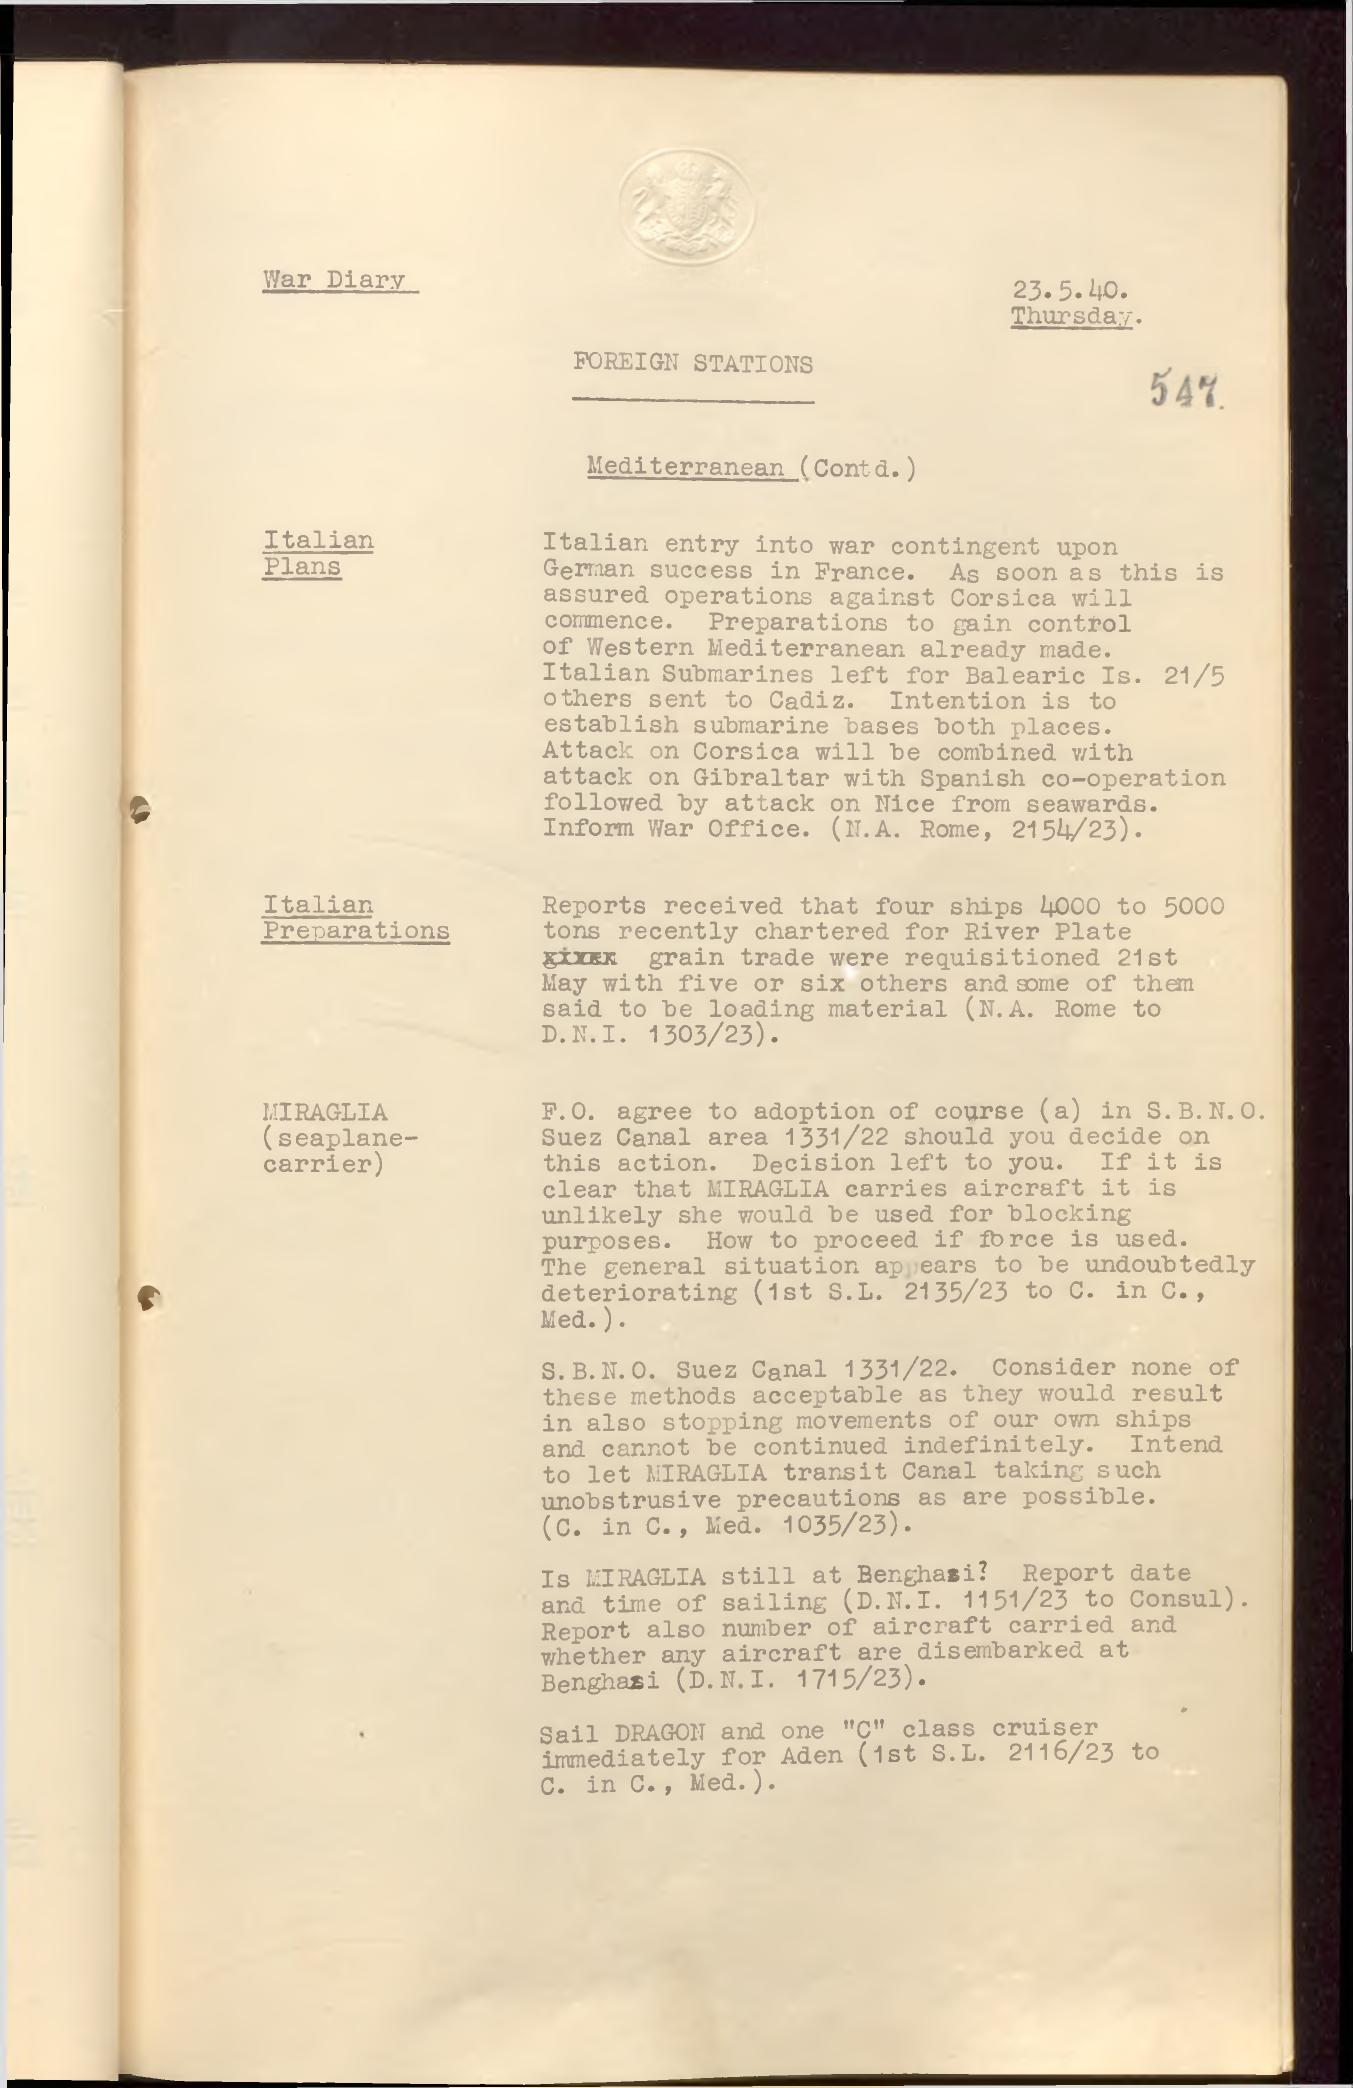 War Diary
23.5.40.
Thursday.
FOREIGN STATIONS
547.
Mediterranean (Contd.)
Italian
Plans
Italian entry into war contingent upon
German success in France. As soon as this is
assured operations against Corsica will
commence. Preparations to gain control
of Western Mediterranean already made.
Italian Submarines left for Balearic Is. 21/5
others sent to Cadiz. Intention is to
establish submarine bases both places.
Attack on Corsica will be combined with
attack on Gibraltar with Spanish co-operation
followed by attack on Nice from seawards.
Inform War Office. (N.A. Rome, 2154/23).
Italian
Preparations
Reports received that four ships 4000 to 5000
tons recently chartered for River Plate
grain trade were requisitioned 21st
May with five or six others and some of them
said to be loading material (N.A. Rome to
D.N.I. 1303/23).
MIRAGLIA
(seaplane-
carrier)
F.O. agree to adoption of course (a) in S.B.N.O.
Suez Canal area 1331/22 should you decide on
this action. Decision left to you. If it is
clear that MIRAGLIA carries aircraft it is
unlikely she would be used for blocking
purposes. How to proceed if force is used.
The general situation appears to be undoubtedly
deteriorating (1st S.L. 2135/23 to C. in C.,
Med.).
S.B.N.O. Suez Canal 1331/22. Consider none of
these methods acceptable as they would result
in also stopping movements of our own ships
and cannot be continued indefinitely. Intend
to let MIRAGLIA transit Canal taking such
unobstrusive precautions as are possible.
(C. in C., Med. 1035/23).
Is MIRAGLIA still at Benghazi? Report date
and time of sailing (D.N.I. 1151/23 to Consul).
Report also number of aircraft carried and
whether any aircraft are disembarked at
Benghazi (D.N.I. 1715/23).
Sail DRAGON and one "C" class cruiser
immediately for Aden (1st S.L. 2116/23 to
C. in C., Med.).